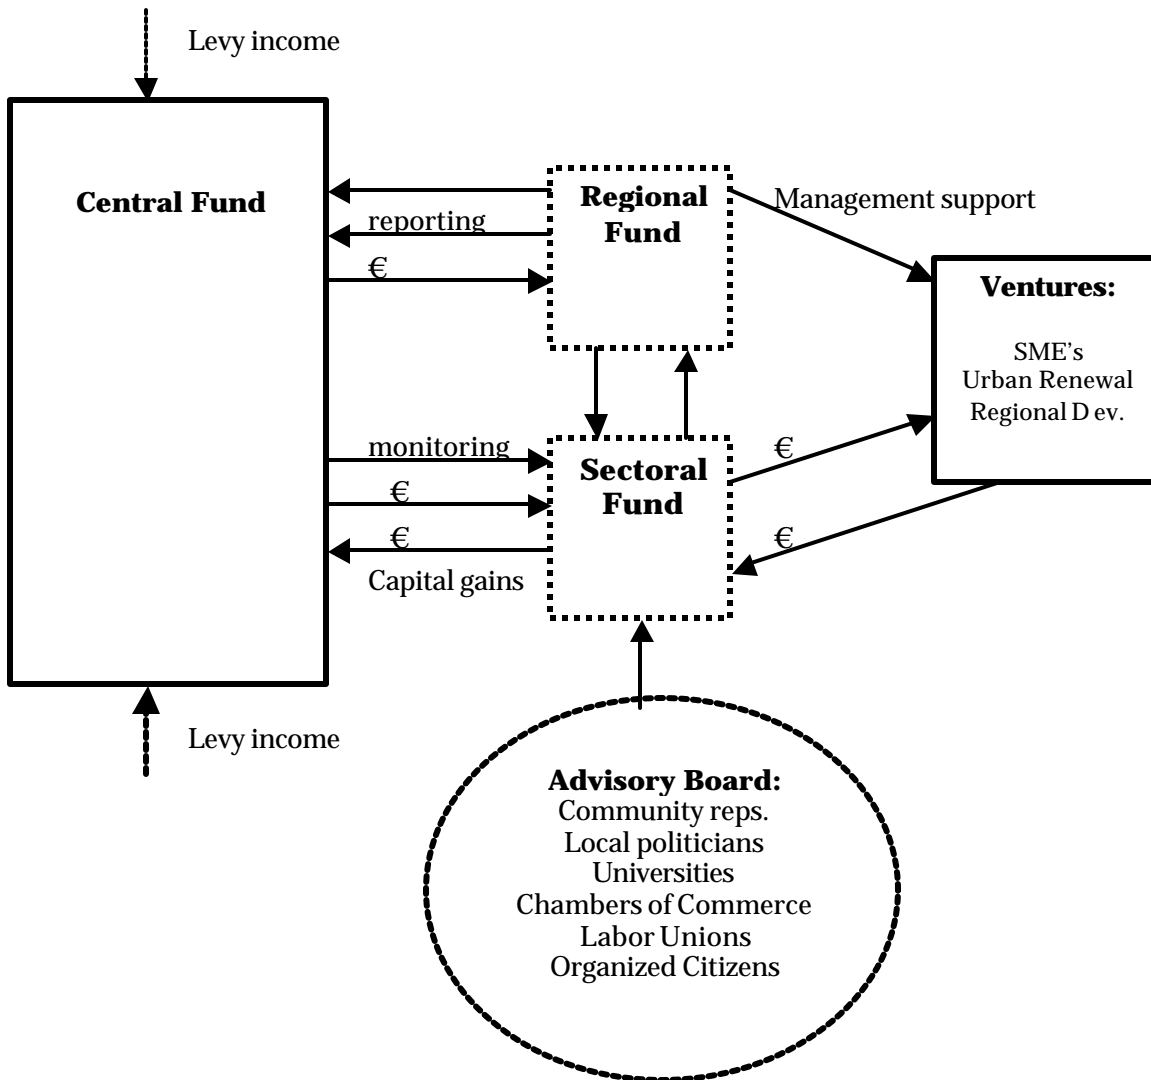 Levy income
Central Fund
reporting
€
Regional
Fund
Management support
Ventures:
SME's
Urban Renewal
Regional D ev.
monitoring
€
€
Capital gains
Sectoral
Fund
€
€
Levy income
Advisory Board:
Community reps.
Local politicians
Universities
Chambers of Commerce
Labor Unions
Organized Citizens